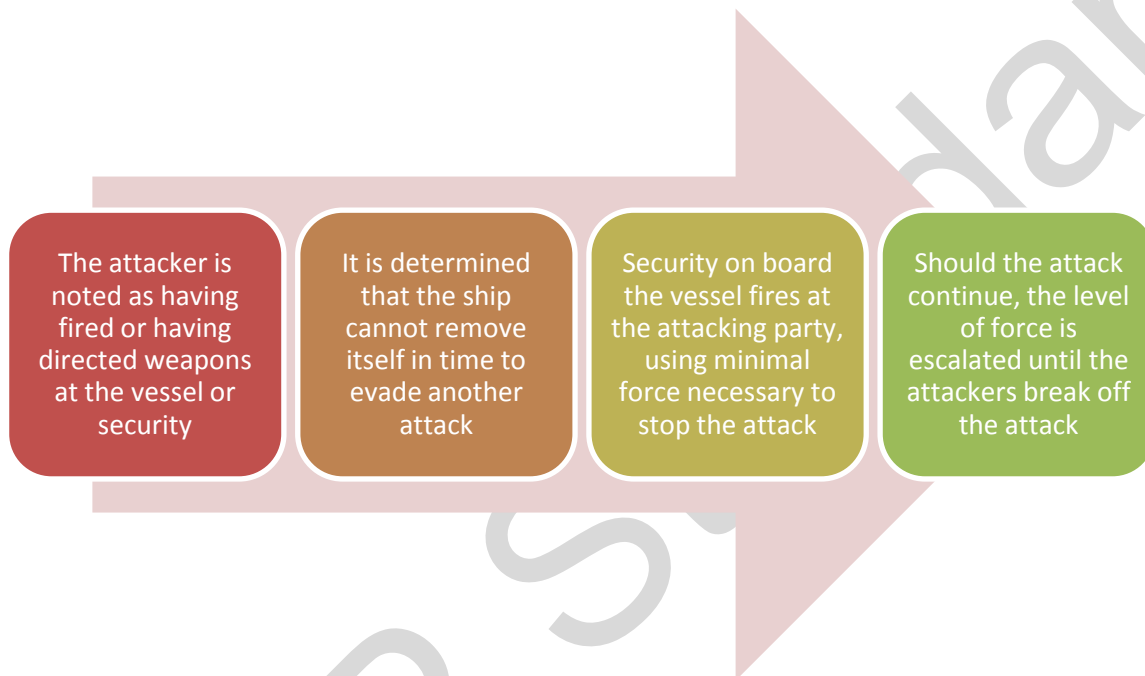 The attacker is
noted as having
fired or having
directed weapons
at the vessel or
security
It is determined
that the ship
cannot remove
itself in time to
evade another
attack
Security on board
the vessel fires at
the attacking party,
using minimal
force necessary to
stop the attack
Should the attack
continue, the level
of force is
escalated until the
attackers break off
the attack